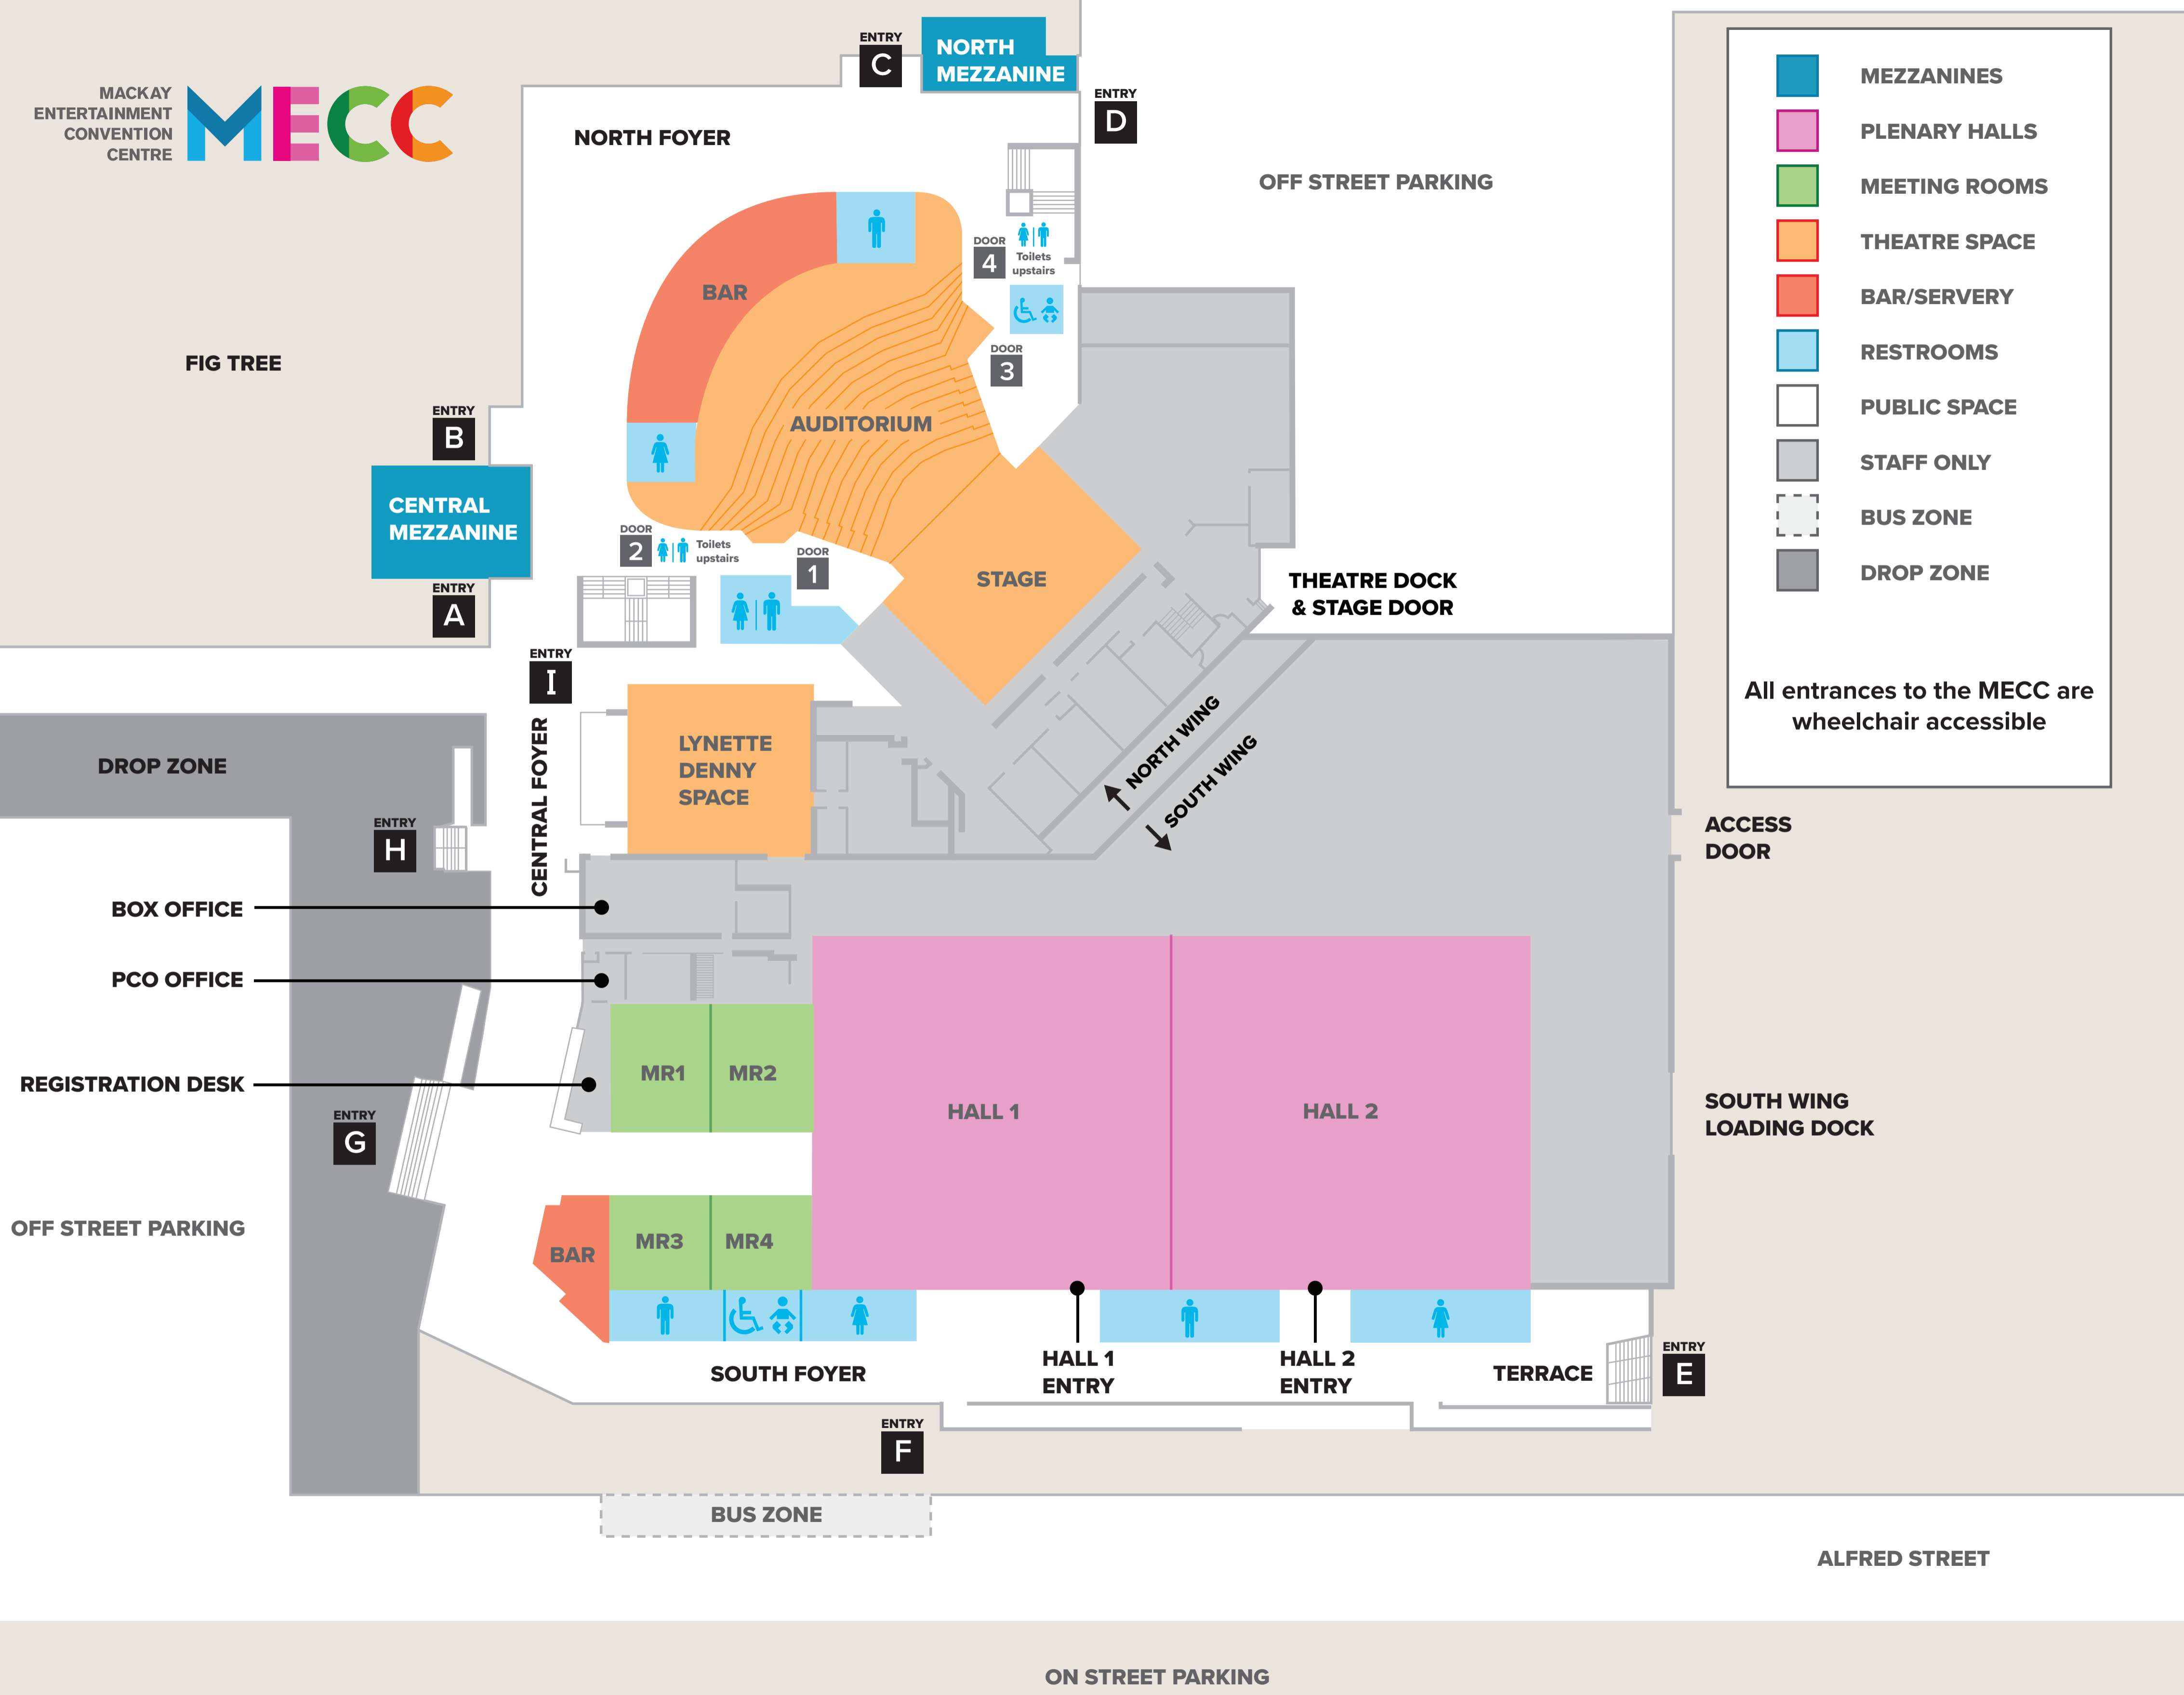 MACKAY
ENTERTAINMENT
CONVENTION
CENTRE
MECC
ENTRY
C
NORTH
MEZZANINE
ENTRY
D
NORTH FOYER
OFF STREET PARKING
BAR
DOOR
4
Toilets
upstairs
DOOR
3
FIG TREE
AUDITORIUM
ENTRY
B
CENTRAL
MEZZANINE
ENTRY
A
DOOR
2
Toilets
upstairs
DOOR
1
STAGE
THEATRE DOCK
& STAGE DOOR
ENTRY
I
CENTRAL FOYER
LYNETTE
DENNY
SPACE
NORTH WING
SOUTH WING
DROP ZONE
ENTRY
H
BOX OFFICE
PCO OFFICE
REGISTRATION DESK
ENTRY
G
OFF STREET PARKING
MR1
MR2
HALL 1
HALL 2
BAR
MR3
MR4
SOUTH FOYER
HALL 1
ENTRY
HALL 2
ENTRY
TERRACE
ENTRY
E
ENTRY
F
BUS ZONE
ALFRED STREET
ON STREET PARKING
ACCESS
DOOR
SOUTH WING
LOADING DOCK
MEZZANINES
PLENARY HALLS
MEETING ROOMS
THEATRE SPACE
BAR/SERVERY
RESTROOMS
PUBLIC SPACE
STAFF ONLY
BUS ZONE
DROP ZONE
All entrances to the MECC are
wheelchair accessible